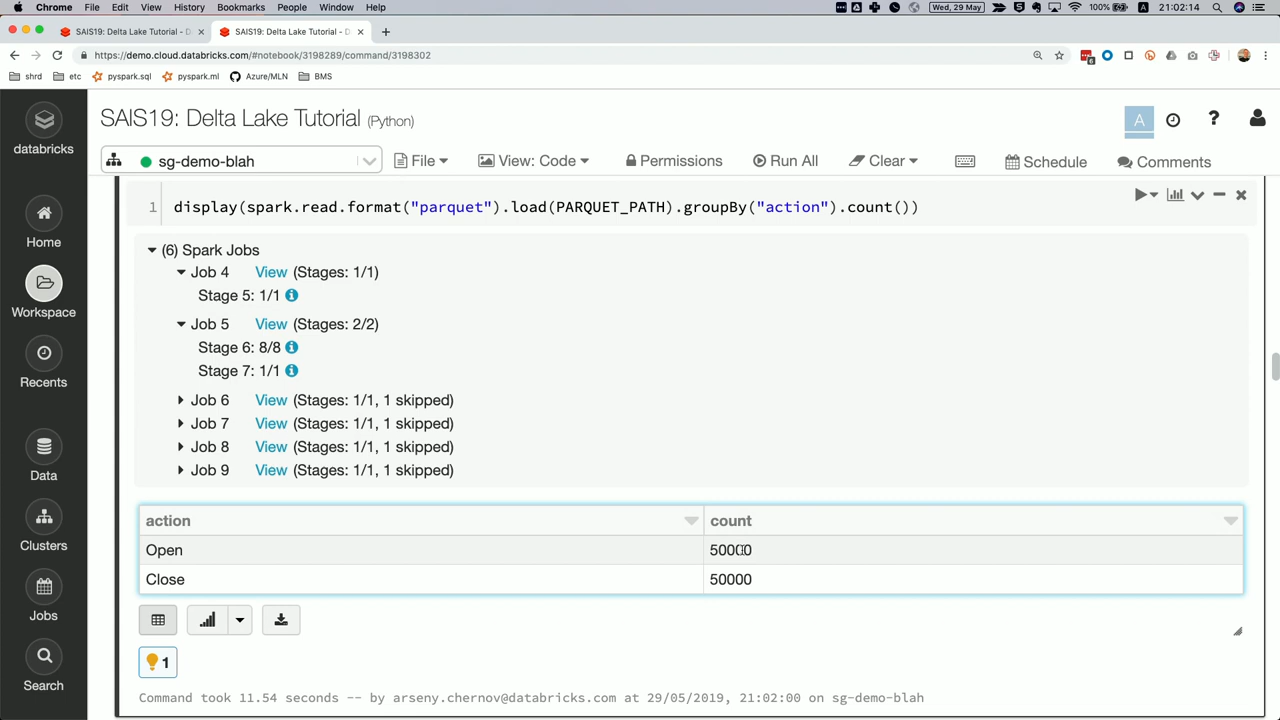 Chrome File Edit View History Bookmarks People Window Help
Wed, 29 May 100% A 21:02:14
SAIS19: Delta Lake Tutorial - D
SAIS19: Delta Lake Tutorial - D
https://demo.cloud.databricks.com/#notebook/3198289/command/3198302
shrd etc pyspark.sql pyspark.ml Azure/MLN BMS
databricks
Home
Workspace
Recents
Data
Clusters
Jobs
Search
SAIS19: Delta Lake Tutorial (Python)
A ?
sg-demo-blah File View: Code Permissions Run All Clear Schedule Comments
1 display(spark.read.format("parquet").load(PARQUET_PATH).groupBy("action").count())
(6) Spark Jobs
Job 4 View (Stages: 1/1)
Stage 5: 1/1
Job 5 View (Stages: 2/2)
Stage 6: 8/8
Stage 7: 1/1
Job 6 View (Stages: 1/1, 1 skipped)
Job 7 View (Stages: 1/1, 1 skipped)
Job 8 View (Stages: 1/1, 1 skipped)
Job 9 View (Stages: 1/1, 1 skipped)
action count
Open 50000
Close 50000
1
Command took 11.54 seconds -- by arseny.chernov@databricks.com at 29/05/2019, 21:02:00 on sg-demo-blah